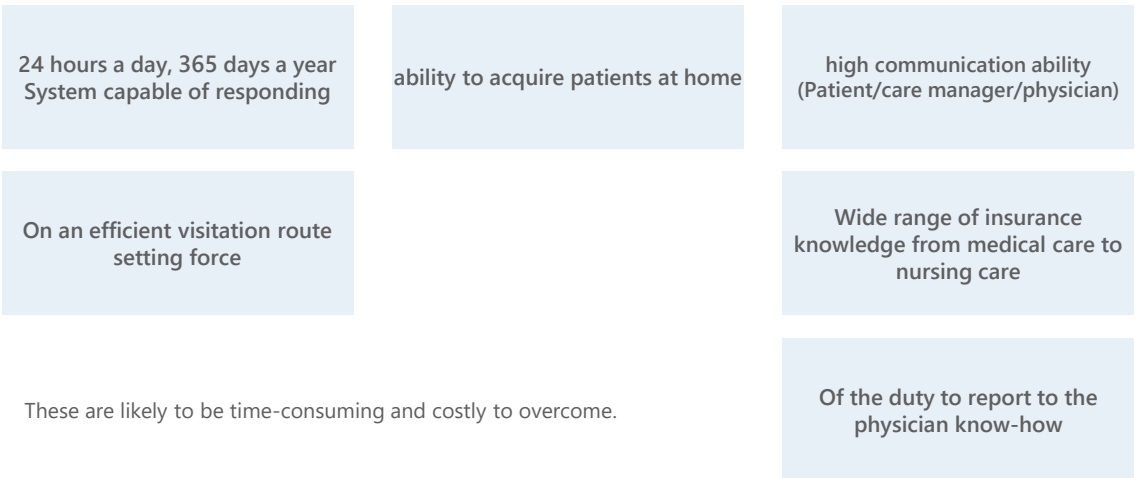 24 hours a day, 365 days a year
System capable of responding
ability to acquire patients at home
high communication ability
(Patient/care manager/physician)
On an efficient visitation route
setting force
Wide range of insurance
knowledge from medical care to
nursing care
These are likely to be time-consuming and costly to overcome.
Of the duty to report to the
physician know-how